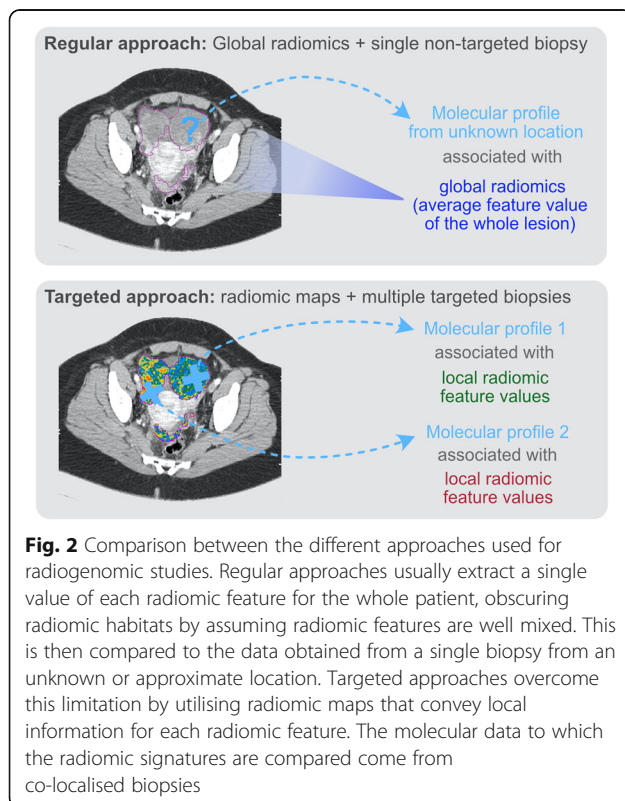 Regular approach: Global radiomics + single non-targeted biopsy
?
Molecular profile
from unknown location
associated with
global radiomics
(average feature value
of the whole lesion)
Targeted approach: radiomic maps + multiple targeted biopsies
Molecular profile 1
associated with
local radiomic
feature values
Molecular profile 2
associated with
local radiomic
feature values
Fig. 2 Comparison between the different approaches used for
radiogenomic studies. Regular approaches usually extract a single
value of each radiomic feature for the whole patient, obscuring
radiomic habitats by assuming radiomic features are well mixed. This
is then compared to the data obtained from a single biopsy from an
unknown or approximate location. Targeted approaches overcome
this limitation by utilising radiomic maps that convey local
information for each radiomic feature. The molecular data to which
the radiomic signatures are compared come from
co-localised biopsies